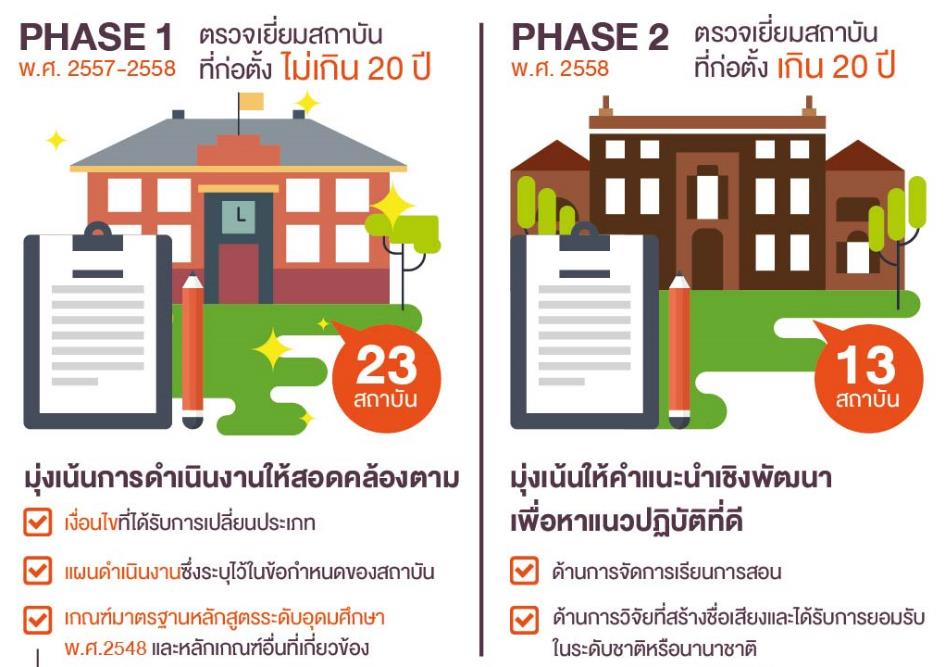 PHASE 1
พ.ศ. 2557-2558
ตรวจเยี่ยมสถาบัน
ที่ก่อตั้ง ไม่เกิน 20 ปี
23
สถาบัน
มุ่งเน้นการดำเนินงานให้สอดคล้องตาม
เงื่อนไขที่ได้รับการเปลี่ยนประเภท
แผนดำเนินงานซึ่งระบุไว้ในข้อกำหนดของสถาบัน
เกณฑ์มาตรฐานหลักสูตรระดับอุดมศึกษา
พ.ศ.2548 และหลักเกณฑ์อื่นที่เกี่ยวข้อง
PHASE 2
พ.ศ. 2558
ตรวจเยี่ยมสถาบัน
ที่ก่อตั้ง เกิน 20 ปี
13
สถาบัน
มุ่งเน้นให้คำแนะนำเชิงพัฒนา
เพื่อหาแนวปฏิบัติที่ดี
ด้านการจัดการเรียนการสอน
ด้านการวิจัยที่สร้างชื่อเสียงและได้รับการยอมรับ
ในระดับชาติหรือนานาชาติ